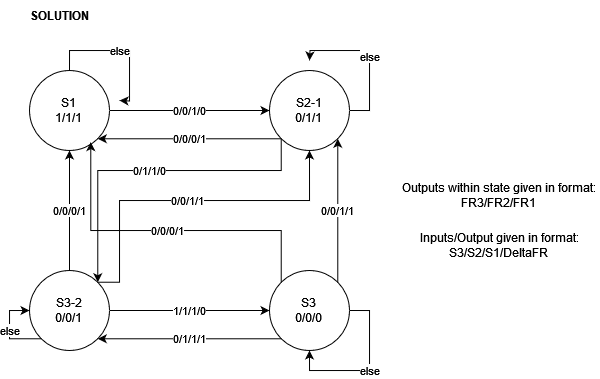 SOLUTION
else
else
S1
1/1/1
S2-1
0/1/1
0/0/1/0
0/0/0/1
0/1/1/0
0/0/1/1
0/0/0/1
0/0/1/1
0/0/0/1
Outputs within state given in format:
FR3/FR2/FR1
Inputs/Output given in format:
S3/S2/S1/DeltaFR
S3-2
0/0/1
S3
0/0/0
1/1/1/0
0/1/1/1
else
else